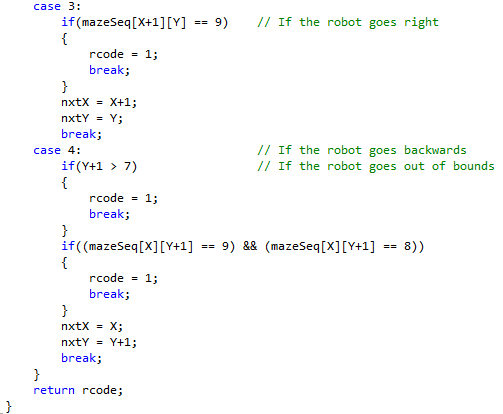 case 3:
if(mazeSeq[X+1][Y] == 9) // If the robot goes right
{
rcode = 1;
break;
}
nxtX = X+1;
nxtY = Y;
break;
case 4: // If the robot goes backwards
if(Y+1 > 7) // If the robot goes out of bounds
{
rcode = 1;
break;
}
if((mazeSeq[X][Y+1] == 9) && (mazeSeq[X][Y+1] == 8))
{
rcode = 1;
break;
}
nxtX = X;
nxtY = Y+1;
break;
}
return rcode;
}